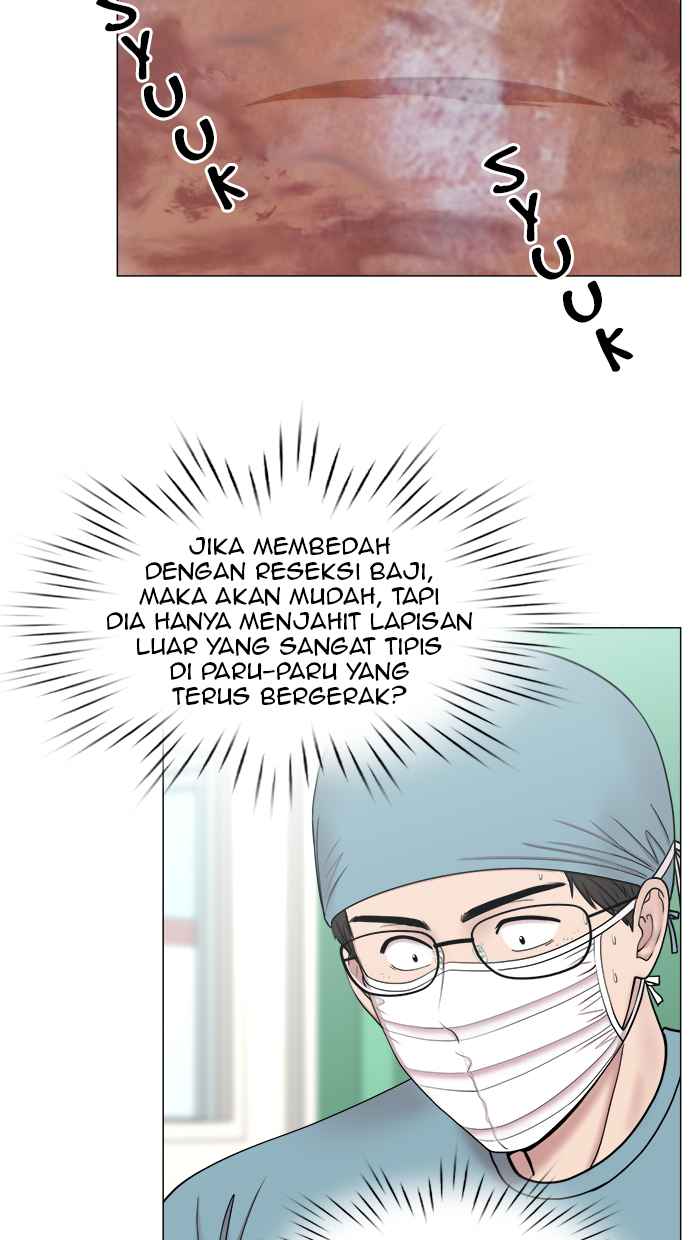 SYUUK
SYUUK
JIKA MEMBEDAH
DENGAN RESEKSI BAJI,
MAKA AKAN MUDAH, TAPI
DIA HANYA MENJAHIT LAPISAN
LUAR YANG SANGAT TIPIS
DI PARU-PARU YANG
TERUS BERGERAK?